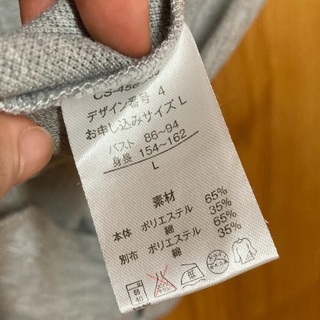 デザイン番号 4
お申し込みサイズ L
バスト 86~94
身長 154~162
L
素材
本体 ポリエステル 65%
綿 35%
別布 ポリエステル 65%
綿 35%